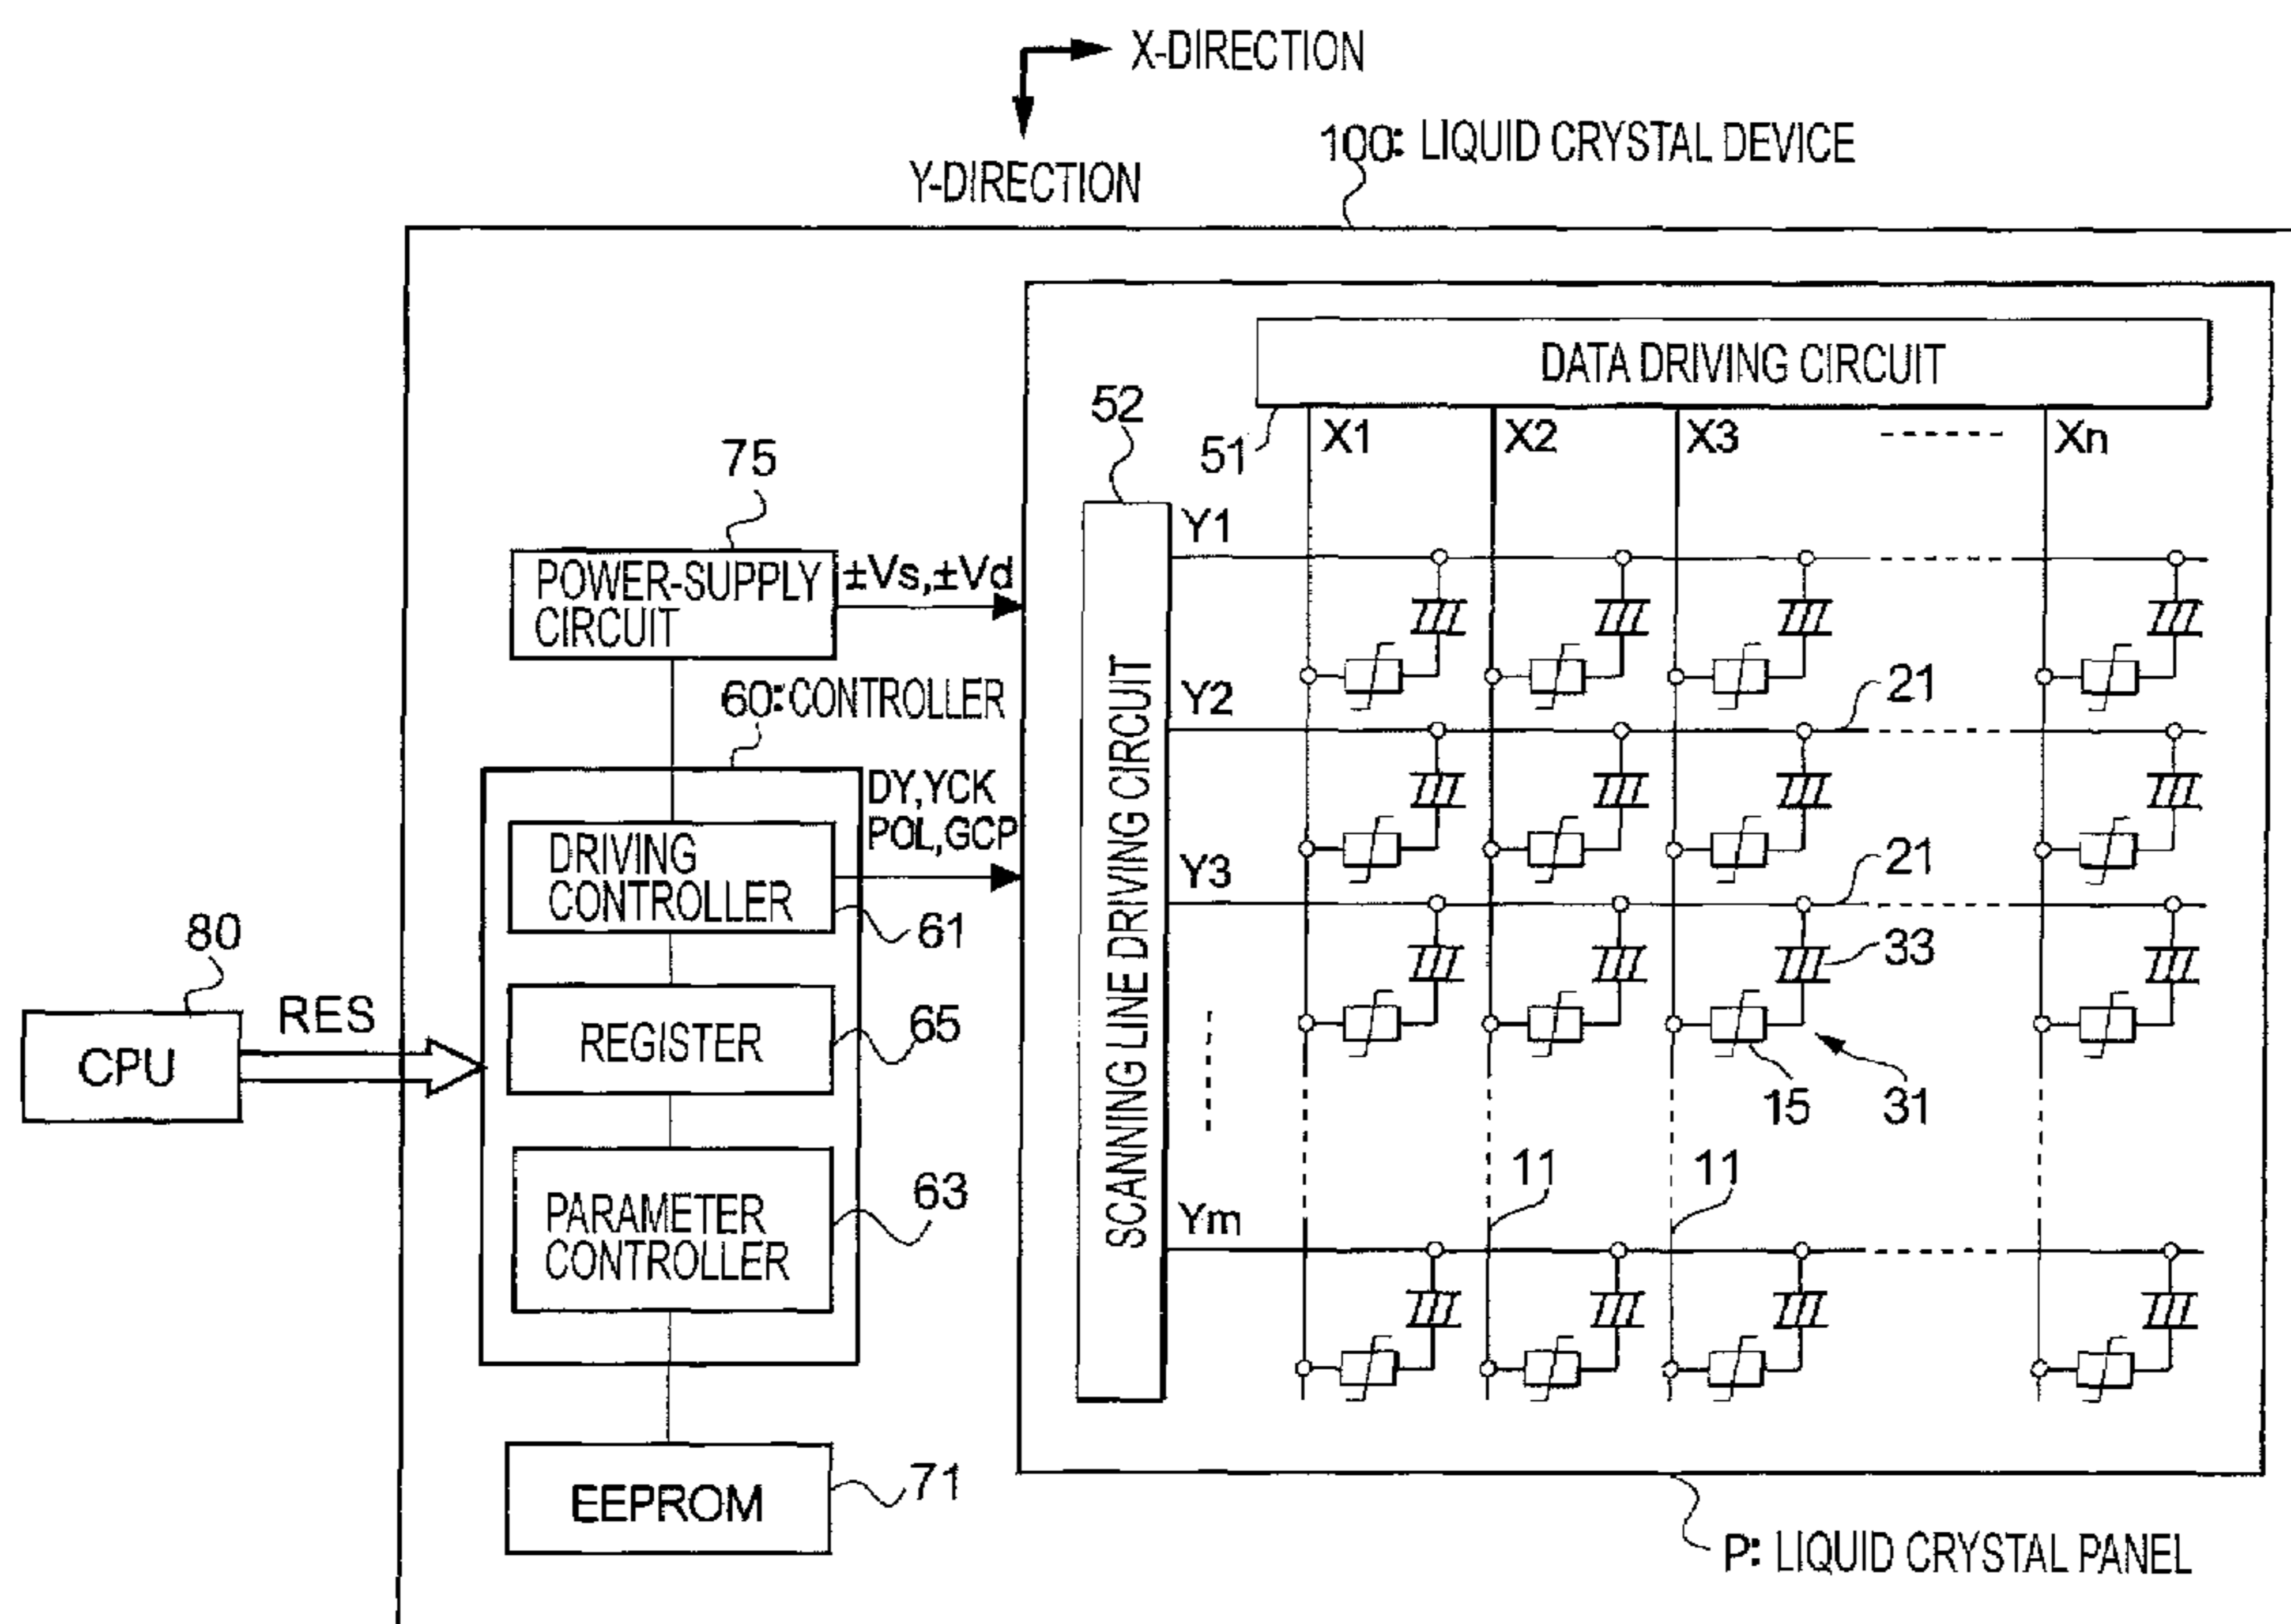 X-DIRECTION
Y-DIRECTION
100: LIQUID CRYSTAL DEVICE
DATA DRIVING CIRCUIT
52
51
X1
X2
X3
Xn
75
Y1
POWER-SUPPLY
CIRCUIT
±Vs,±Vd
SCANNING LINE DRIVING CIRCUIT
60: CONTROLLER
Y2
21
DY,YCK
POL,GCP
DRIVING
CONTROLLER
61
Y3
21
33
80
CPU
RES
REGISTER
65
15
31
PARAMETER
CONTROLLER
63
11
11
Ym
EEPROM
71
P: LIQUID CRYSTAL PANEL